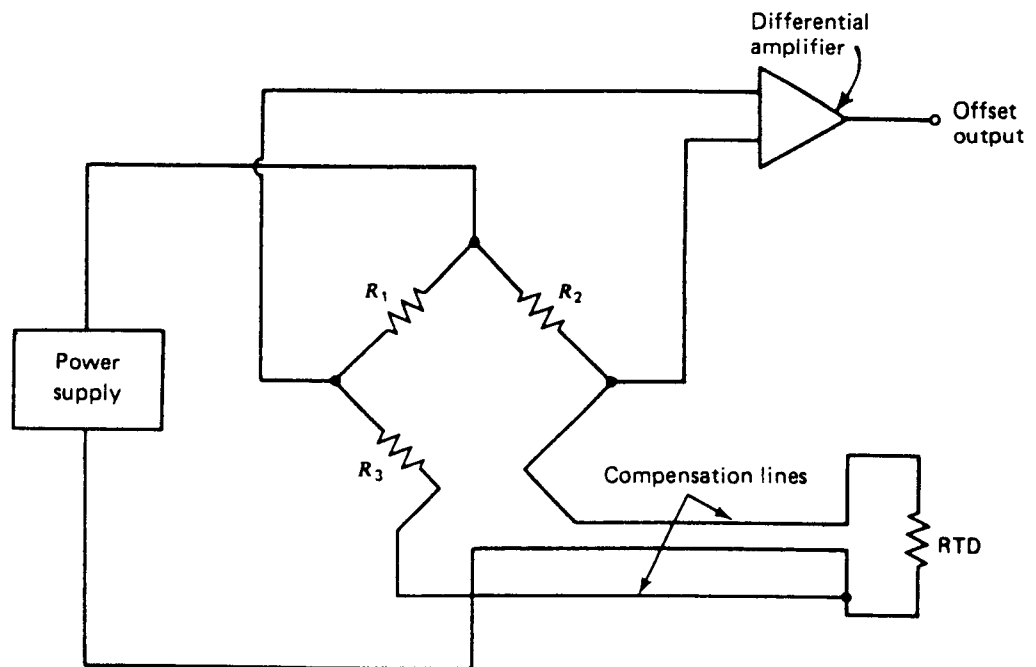 Differential
amplifier
Offset
output
R1
R2
Power
supply
R3
Compensation lines
RTD